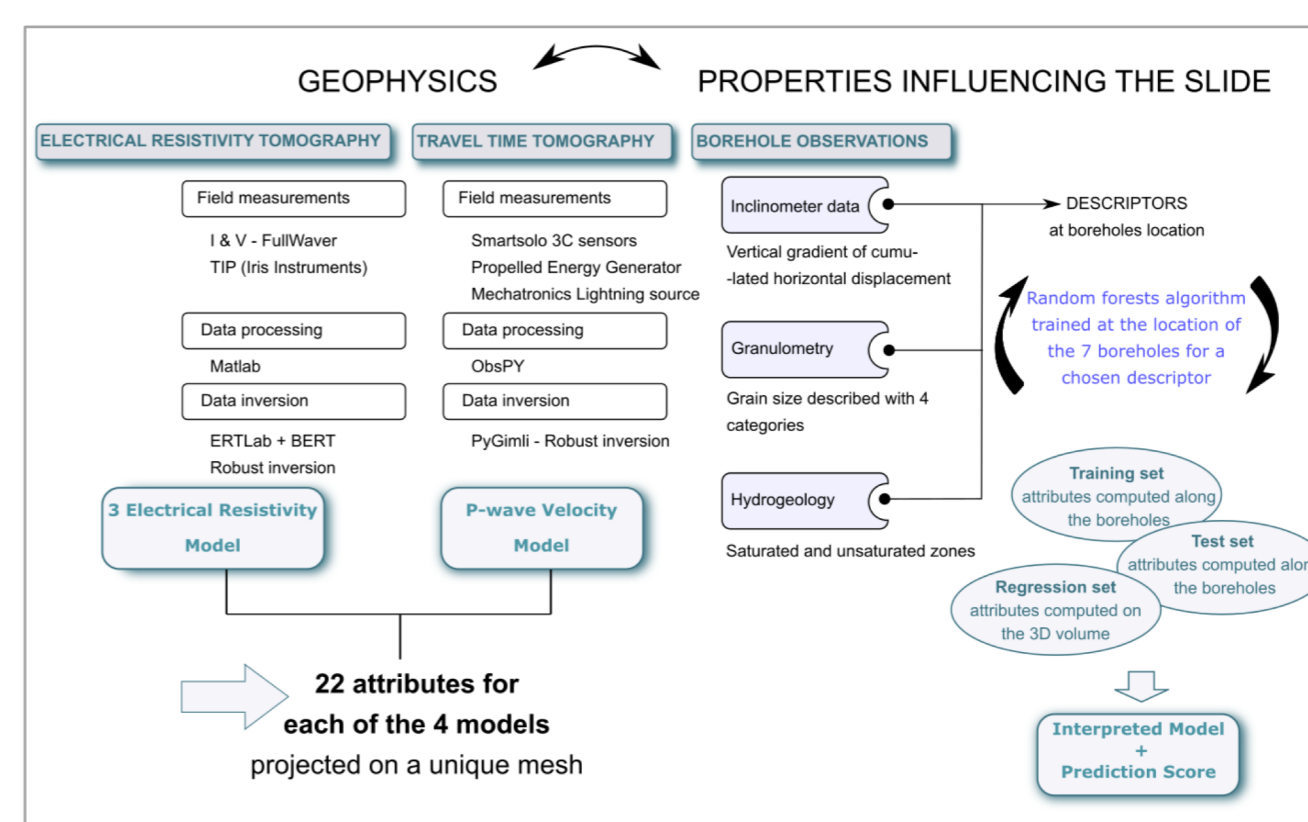 GEOPHYSICS
PROPERTIES INFLUENCING THE SLIDE
ELECTRICAL RESISTIVITY TOMOGRAPHY
Field measurements
I & V - FullWaver
TIP (Iris Instruments)
Data processing
Matlab
Data inversion
ERTLab + BERT
Robust inversion
3 Electrical Resistivity
Model
TRAVEL TIME TOMOGRAPHY
Field measurements
Smartsolo 3C sensors
Propelled Energy Generator
Mechatronics Lightning source
Data processing
ObsPY
Data inversion
PyGimli - Robust inversion
P-wave Velocity
Model
22 attributes for
each of the 4 models
projected on a unique mesh
BOREHOLE OBSERVATIONS
Inclinometer data
Vertical gradient of cumu-
-lated horizontal displacement
Granulometry
Grain size described with 4
categories
Hydrogeology
Saturated and unsaturated zones
DESCRIPTORS
at boreholes location
Random forests algorithm
trained at the location of
the 7 boreholes for a
chosen descriptor
Training set
attributes computed along
the boreholes
Test set
attributes computed alon
the boreholes
Regression set
attributes computed on
the 3D volume
Interpreted Model
+
Prediction Score